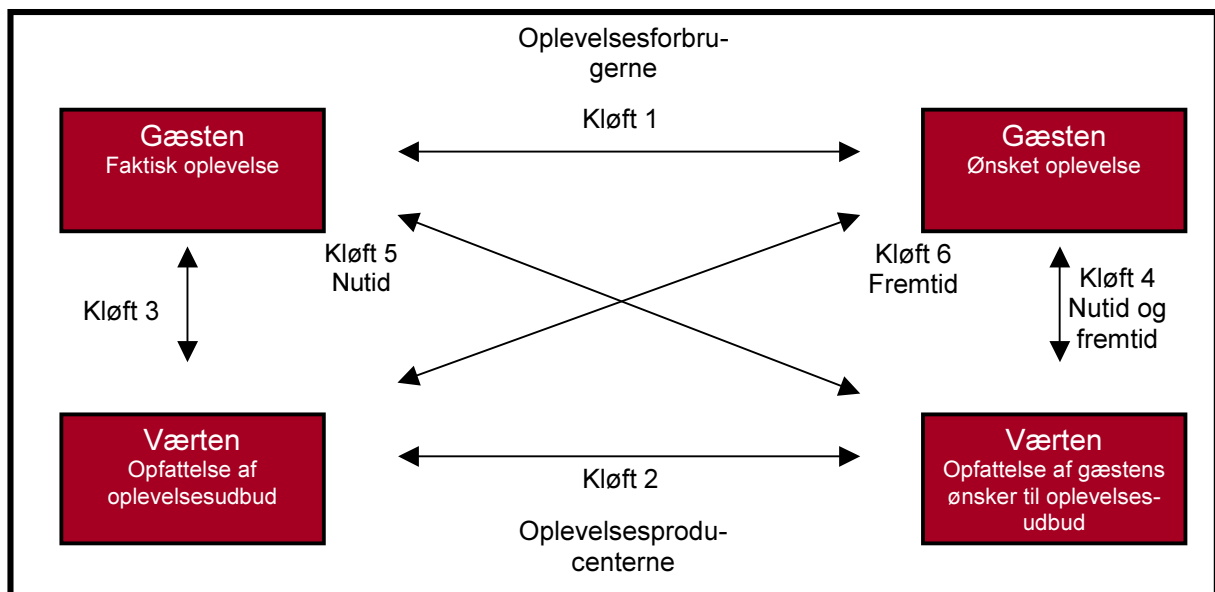 Oplevelsesforbru-
gerne
Gæsten
Faktisk oplevelse
Kløft 1
Gæsten
Ønsket oplevelse
Kløft 3
Kløft 5
Nutid
Kløft 6
Fremtid
Kløft 4
Nutid og
fremtid
Værten
Opfattelse af
oplevelsesudbud
Kløft 2
Værten
Opfattelse af gæstens
ønsker til oplevelses-
udbud
Oplevelsesprodu-
centerne